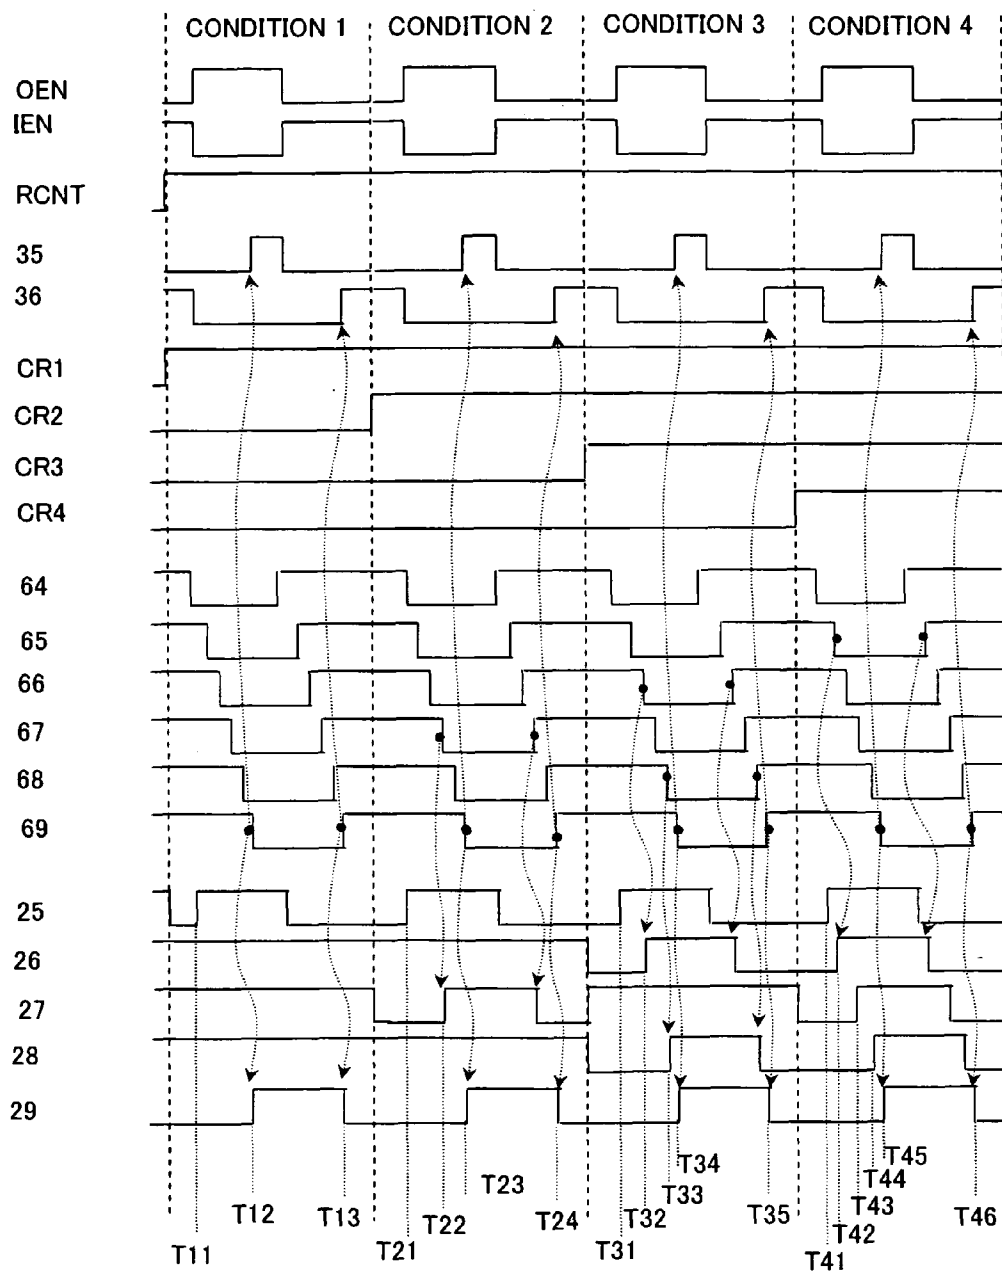 CONDITION 1 CONDITION 2 CONDITION 3 CONDITION 4
OEN
IEN
RCNT
35
36
CR1
CR2
CR3
CR4
64
65
66
67
68
69
25
26
27
28
29
T11
T12
T13
T21
T22
T23
T24
T31
T32
T33
T34
T35
T41
T42
T43
T44
T45
T46